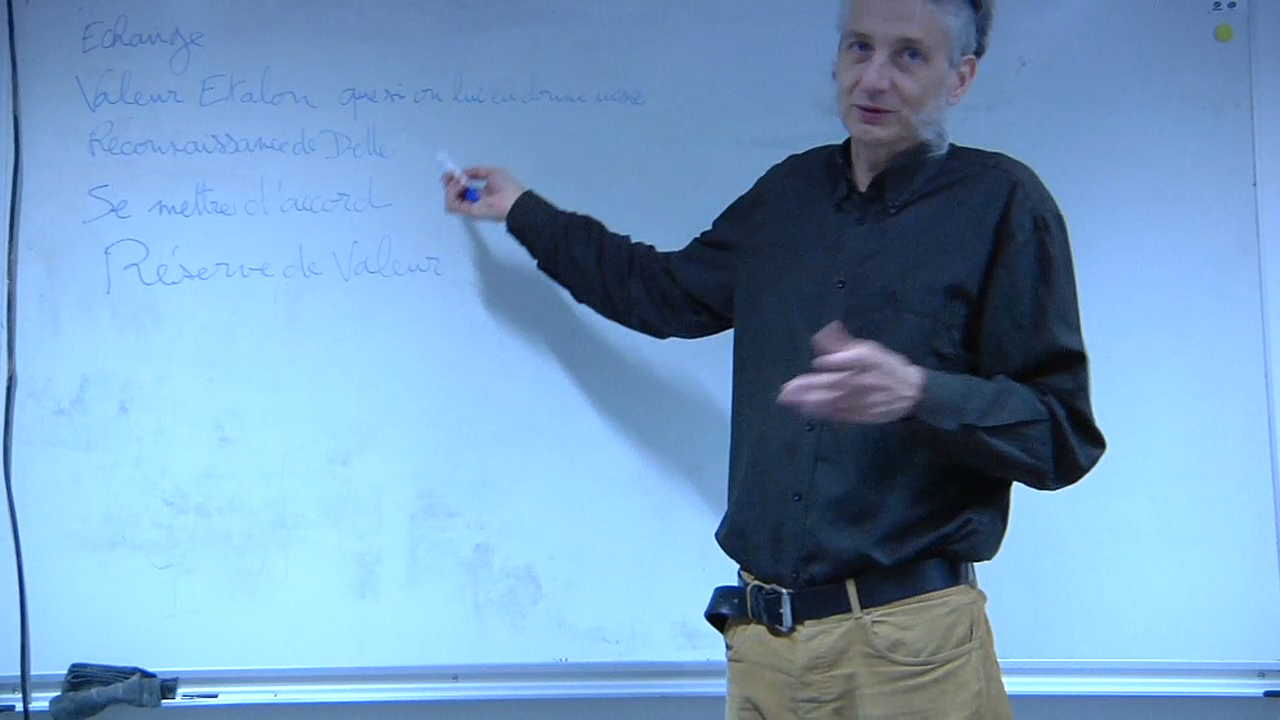 Echange
Valeur Etalon que si on lui en donne une
Reconnaissance de Dette
Se mettre d'accord
Réserve de Valeur